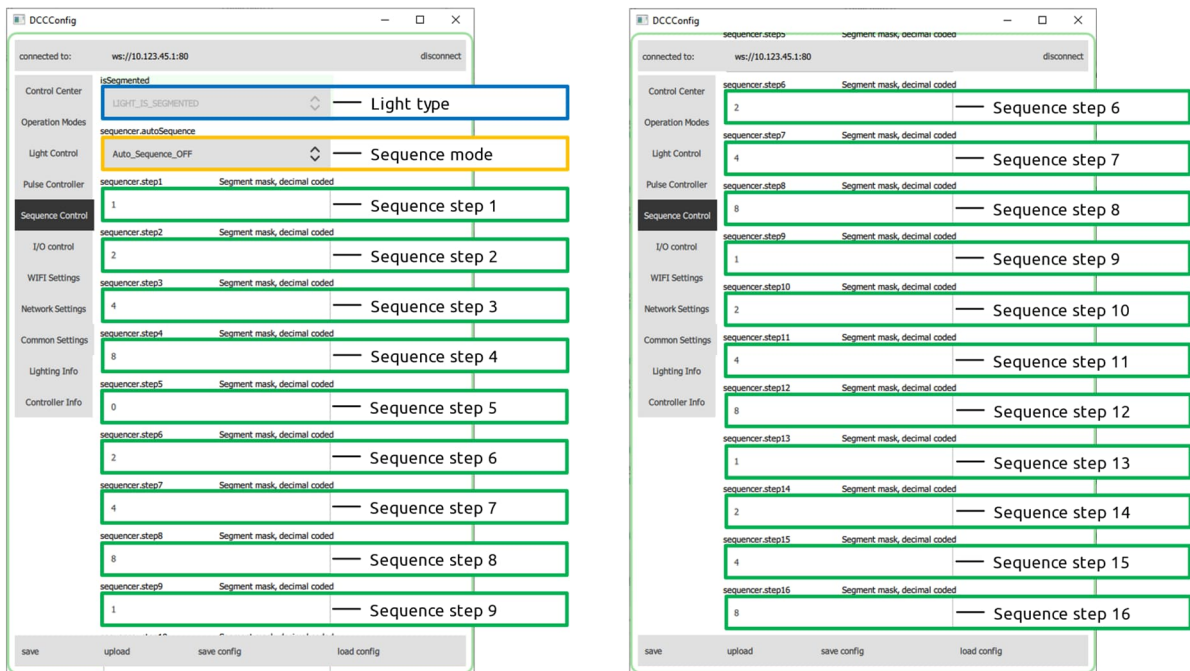 DCCConfig
connected to: ws://10.123.45.1:80 disconnect
Control Center
Operation Modes
Light Control
Pulse Controller
Sequence Control
I/O control
WIFI Settings
Network Settings
Common Settings
Lighting Info
Controller Info
isSegmented
LIGHT_IS_SEGMENTED Light type
sequencer.autoSequence
Auto_Sequence_OFF Sequence mode
sequencer.step1 Segment mask, decimal coded
1 Sequence step 1
sequencer.step2 Segment mask, decimal coded
2 Sequence step 2
sequencer.step3 Segment mask, decimal coded
4 Sequence step 3
sequencer.step4 Segment mask, decimal coded
8 Sequence step 4
sequencer.step5 Segment mask, decimal coded
0 Sequence step 5
sequencer.step6 Segment mask, decimal coded
2 Sequence step 6
sequencer.step7 Segment mask, decimal coded
4 Sequence step 7
sequencer.step8 Segment mask, decimal coded
8 Sequence step 8
sequencer.step9 Segment mask, decimal coded
1 Sequence step 9
save upload save config load config
DCCConfig
sequencer.step5 Segment mask, decimal coded
connected to: ws://10.123.45.1:80 disconnect
Control Center
Operation Modes
Light Control
Pulse Controller
Sequence Control
I/O control
WIFI Settings
Network Settings
Common Settings
Lighting Info
Controller Info
sequencer.step6 Segment mask, decimal coded
2 Sequence step 6
sequencer.step7 Segment mask, decimal coded
4 Sequence step 7
sequencer.step8 Segment mask, decimal coded
8 Sequence step 8
sequencer.step9 Segment mask, decimal coded
1 Sequence step 9
sequencer.step10 Segment mask, decimal coded
2 Sequence step 10
sequencer.step11 Segment mask, decimal coded
4 Sequence step 11
sequencer.step12 Segment mask, decimal coded
8 Sequence step 12
sequencer.step13 Segment mask, decimal coded
1 Sequence step 13
sequencer.step14 Segment mask, decimal coded
2 Sequence step 14
sequencer.step15 Segment mask, decimal coded
4 Sequence step 15
sequencer.step16 Segment mask, decimal coded
8 Sequence step 16
save upload save config load config